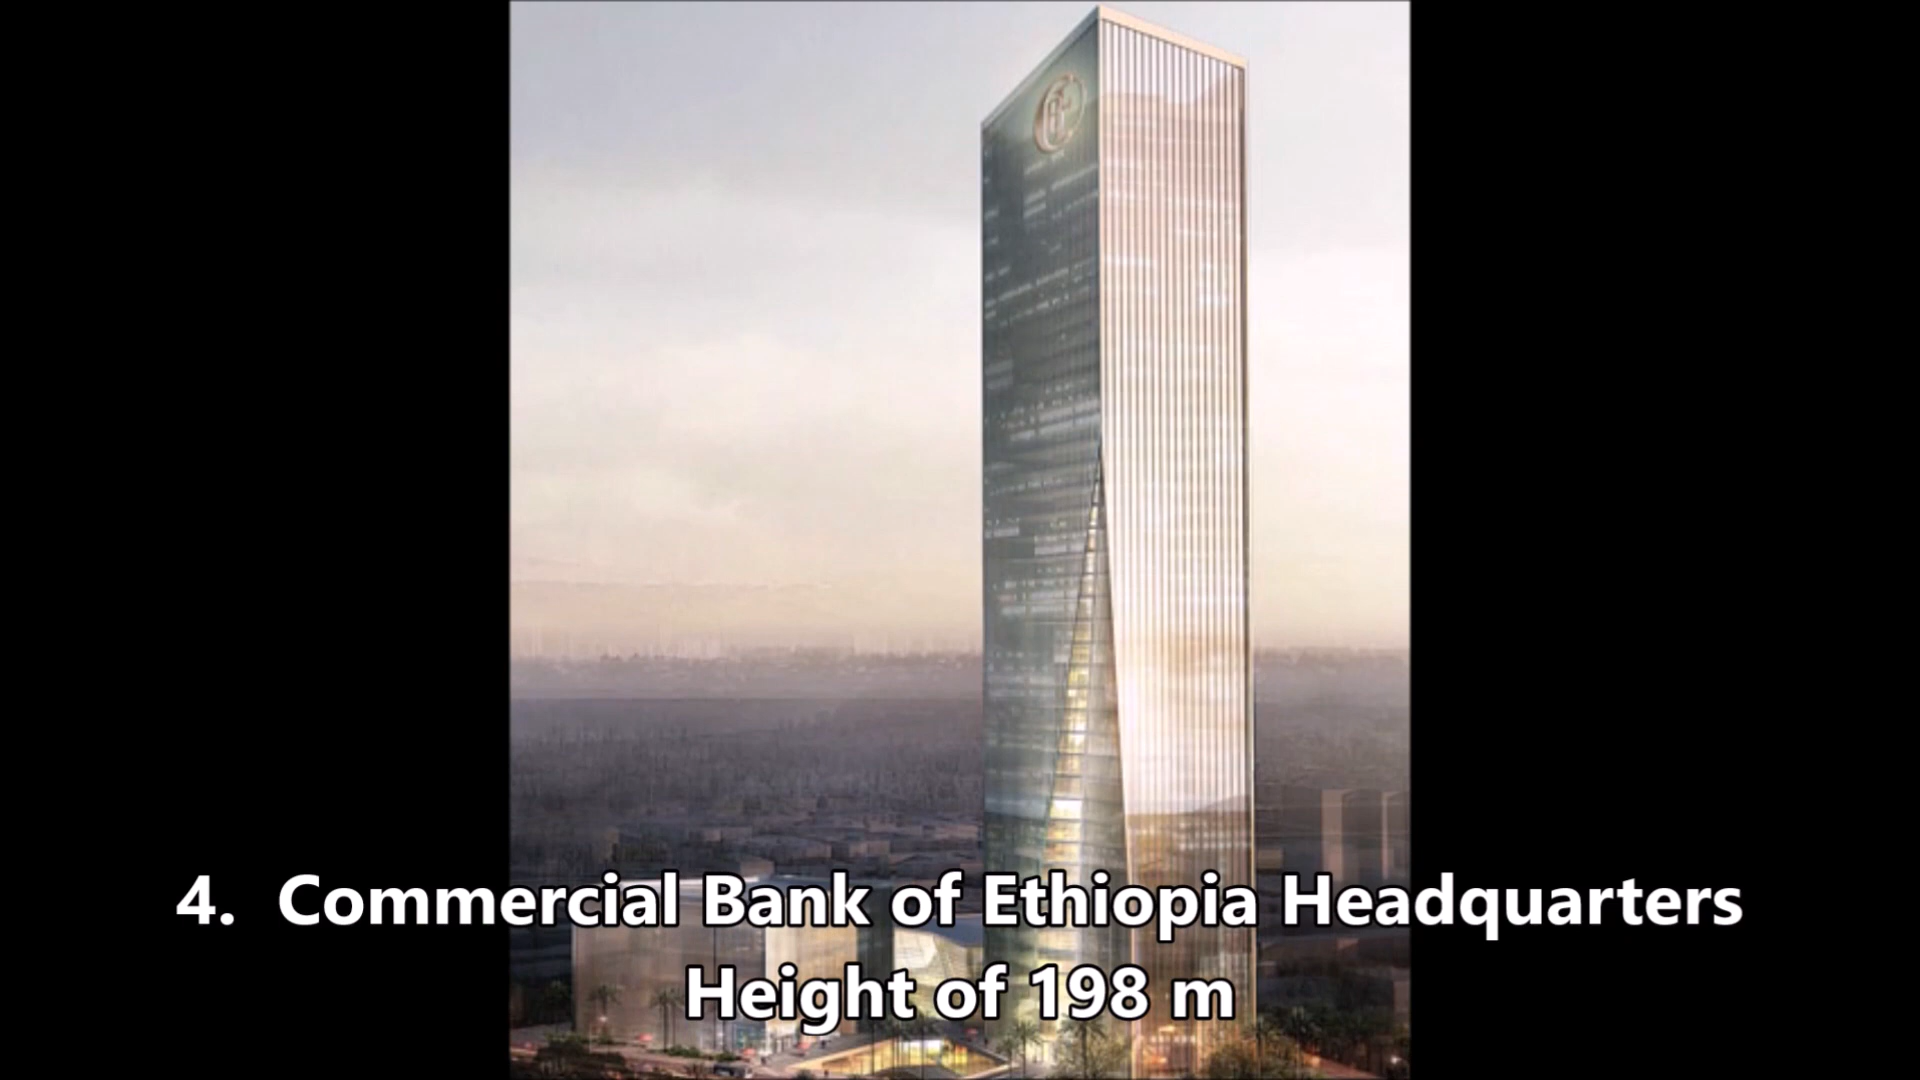 4. Commercial Bank of Ethiopia Headquarters
Height of 198 m